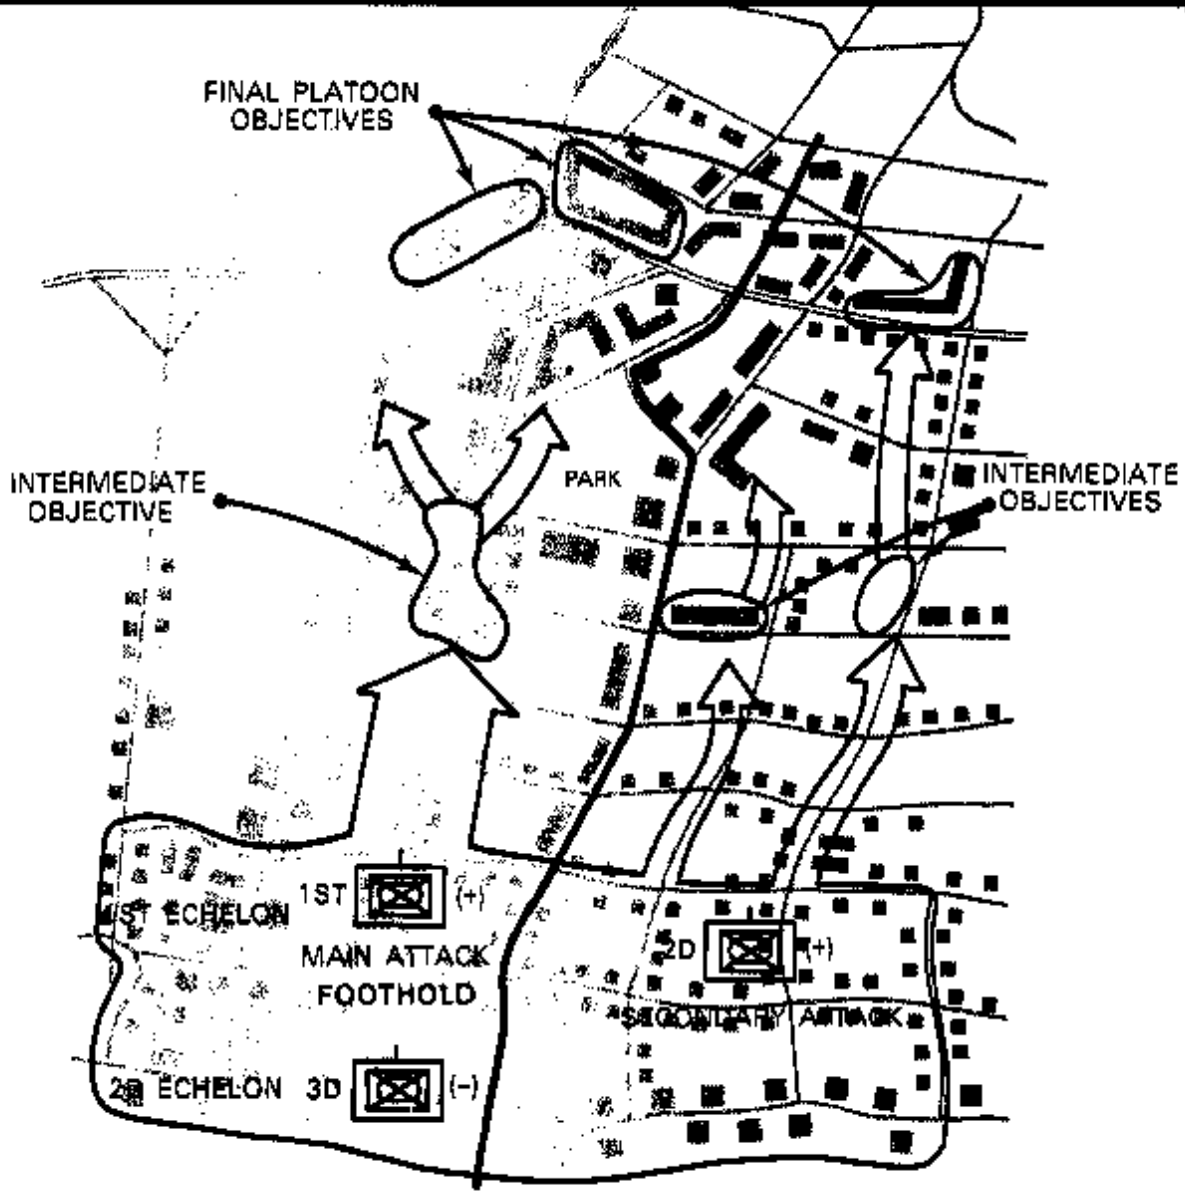 FINAL PLATOON
OBJECTIVES
INTERMEDIATE
OBJECTIVE
PARK
INTERMEDIATE
OBJECTIVES
1ST ECHELON
1ST
(+)
MAIN ATTACK
FOOTHOLD
2D
(+)
SECONDARY ATTACK
2D ECHELON
3D
(-)